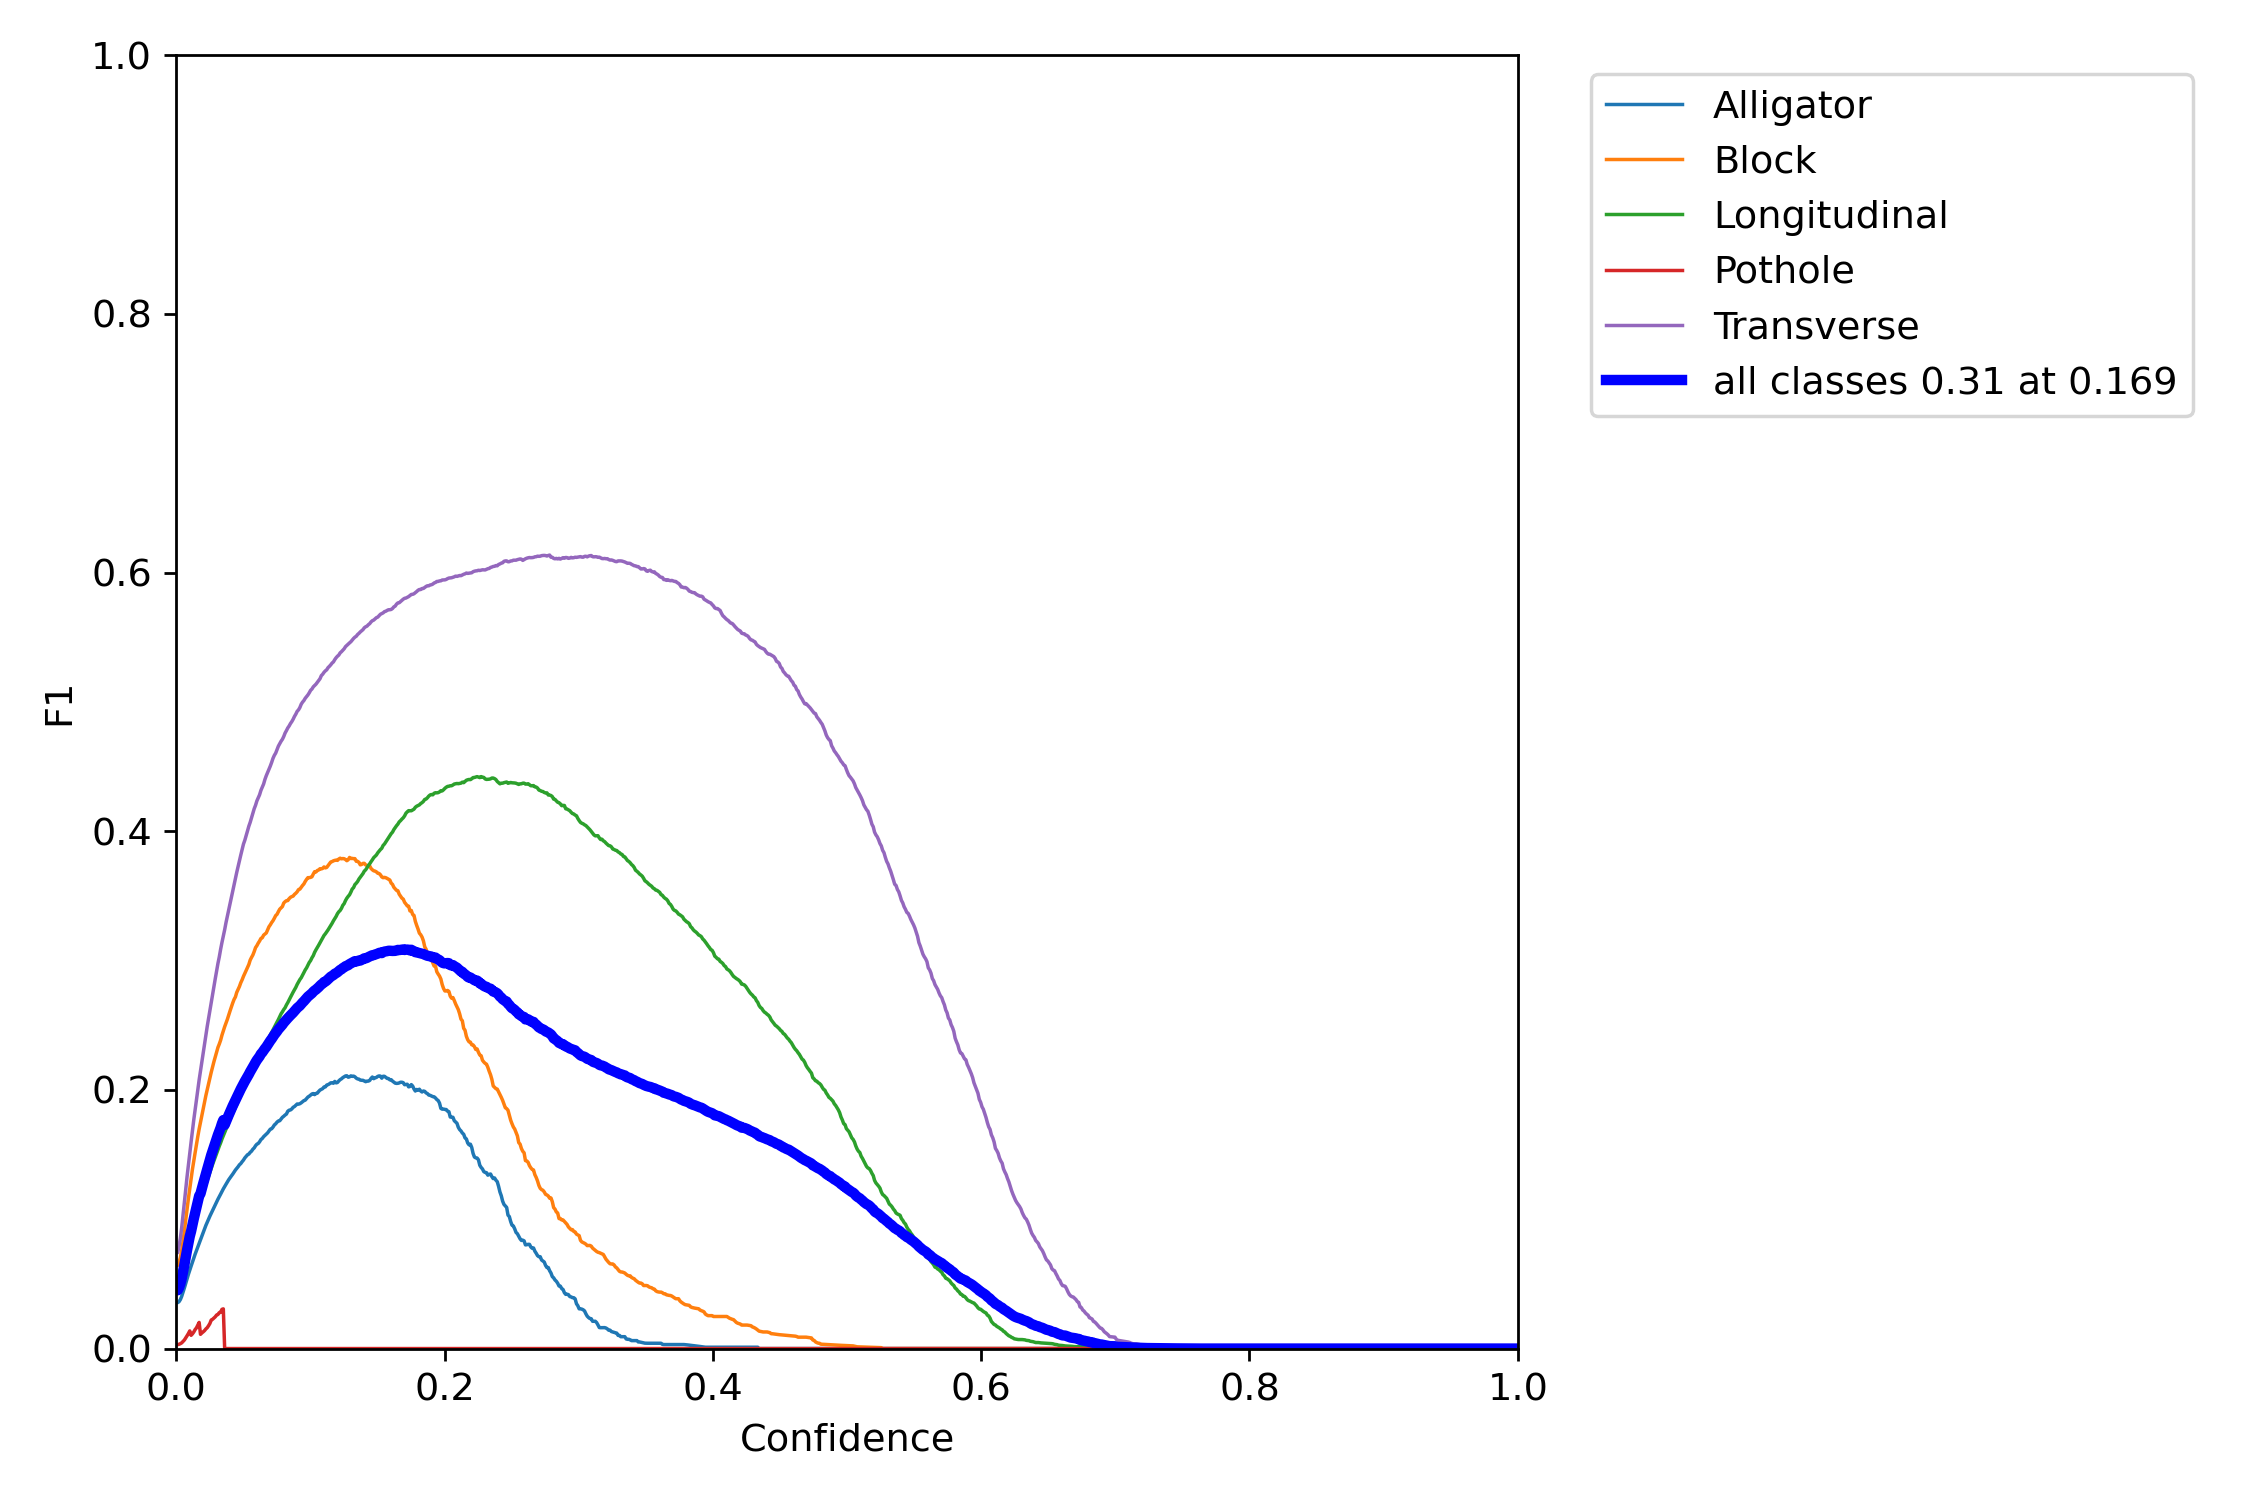 1.0
0.8
0.6
0.4
0.2
0.0
F1
0.0 0.2 0.4 0.6 0.8 1.0
Confidence
Alligator
Block
Longitudinal
Pothole
Transverse
all classes 0.31 at 0.169